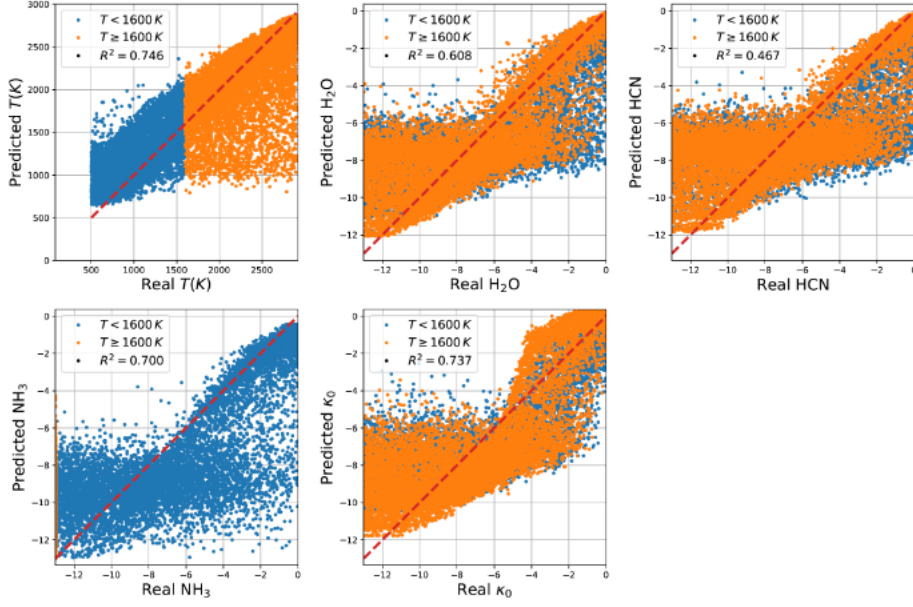 T < 1600 K
T ≥ 1600 K
R² = 0.746
Predicted T(K)
3000
2500
2000
1500
1000
500
0
500 1000 1500 2000 2500
Real T(K)
T < 1600 K
T ≥ 1600 K
R² = 0.608
Predicted H₂O
0
−2
−4
−6
−8
−10
−12
−12 −10 −8 −6 −4 −2 0
Real H₂O
T < 1600 K
T ≥ 1600 K
R² = 0.467
Predicted HCN
0
−2
−4
−6
−8
−10
−12
−12 −10 −8 −6 −4 −2 0
Real HCN
T < 1600 K
T ≥ 1600 K
R² = 0.700
Predicted NH₃
0
−2
−4
−6
−8
−10
−12
−12 −10 −8 −6 −4 −2 0
Real NH₃
T < 1600 K
T ≥ 1600 K
R² = 0.737
Predicted κ₀
0
−2
−4
−6
−8
−10
−12
−12 −10 −8 −6 −4 −2 0
Real κ₀